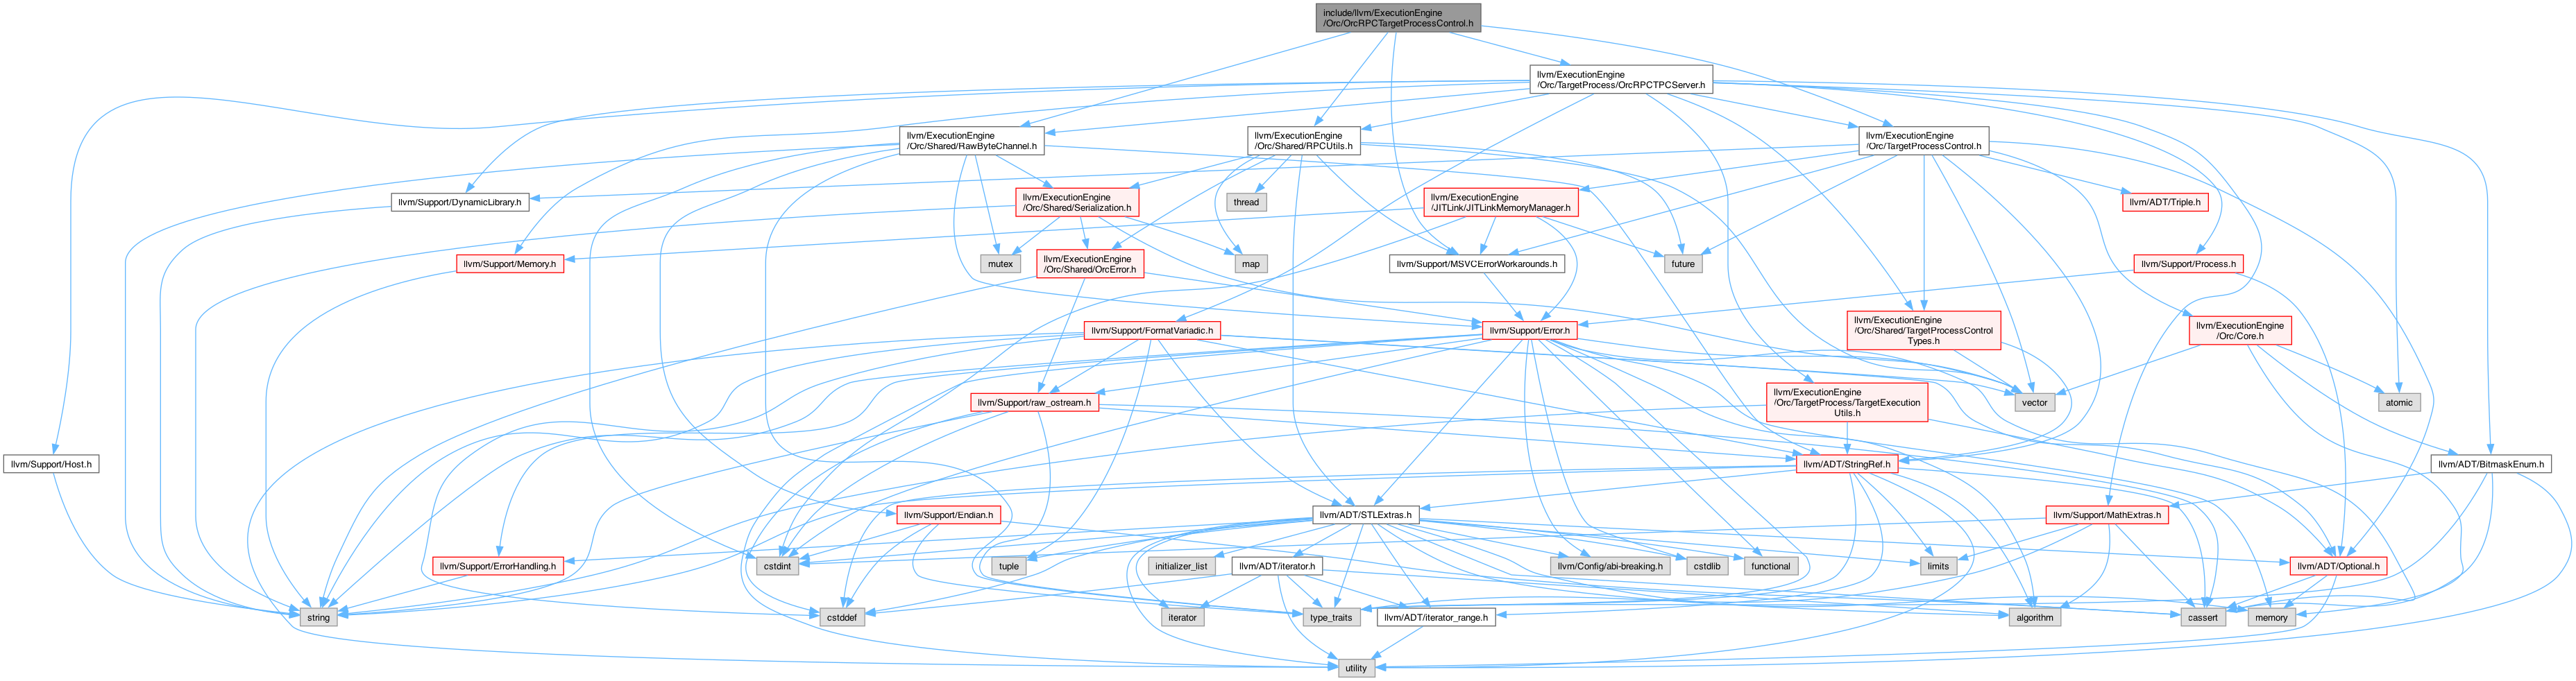 include/llvm/ExecutionEngine
/Orc/OrcRPCTargetProcessControl.h
llvm/ExecutionEngine
/Orc/TargetProcess/OrcRPCTPCServer.h
llvm/ExecutionEngine
/Orc/Shared/RawByteChannel.h
llvm/ExecutionEngine
/Orc/Shared/RPCUtils.h
llvm/ExecutionEngine
/Orc/TargetProcessControl.h
llvm/Support/DynamicLibrary.h
llvm/ExecutionEngine
/Orc/Shared/Serialization.h
thread
llvm/ExecutionEngine
/JITLink/JITLinkMemoryManager.h
llvm/ADT/Triple.h
llvm/Support/Memory.h
mutex
llvm/ExecutionEngine
/Orc/Shared/OrcError.h
map
llvm/Support/MSVCErrorWorkarounds.h
future
llvm/Support/Process.h
llvm/Support/FormatVariadic.h
llvm/Support/Error.h
llvm/ExecutionEngine
/Orc/Shared/TargetProcessControl
Types.h
llvm/ExecutionEngine
/Orc/Core.h
llvm/Support/raw_ostream.h
llvm/ExecutionEngine
/Orc/TargetProcess/TargetExecution
Utils.h
vector
atomic
llvm/Support/Host.h
llvm/ADT/StringRef.h
llvm/ADT/BitmaskEnum.h
llvm/Support/Endian.h
llvm/ADT/STLExtras.h
llvm/Support/MathExtras.h
llvm/Support/ErrorHandling.h
cstdint
tuple
initializer_list
llvm/ADT/iterator.h
llvm/Config/abi-breaking.h
cstdlib
functional
limits
llvm/ADT/Optional.h
string
cstddef
iterator
type_traits
llvm/ADT/iterator_range.h
algorithm
cassert
memory
utility